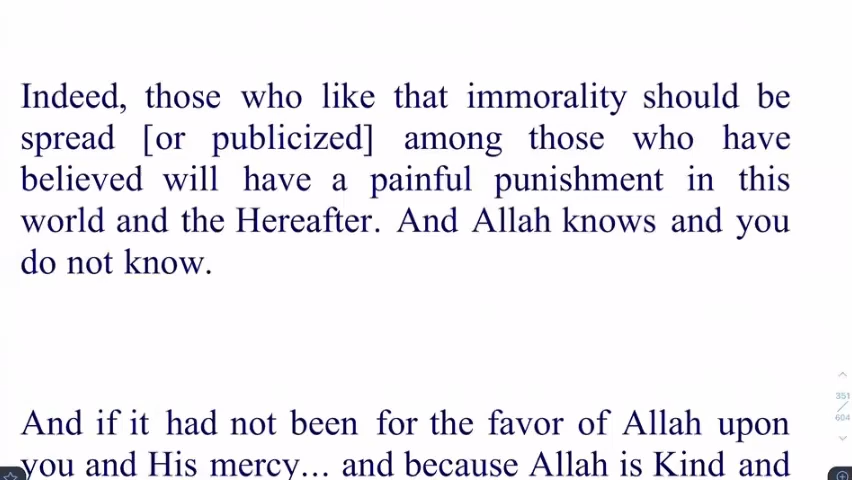 Indeed, those who like that immorality should be
spread [or publicized] among those who have
believed will have a painful punishment in this
world and the Hereafter. And Allah knows and you
do not know.
And if it had not been for the favor of Allah upon
you and His mercy... and because Allah is Kind and
351
/
604